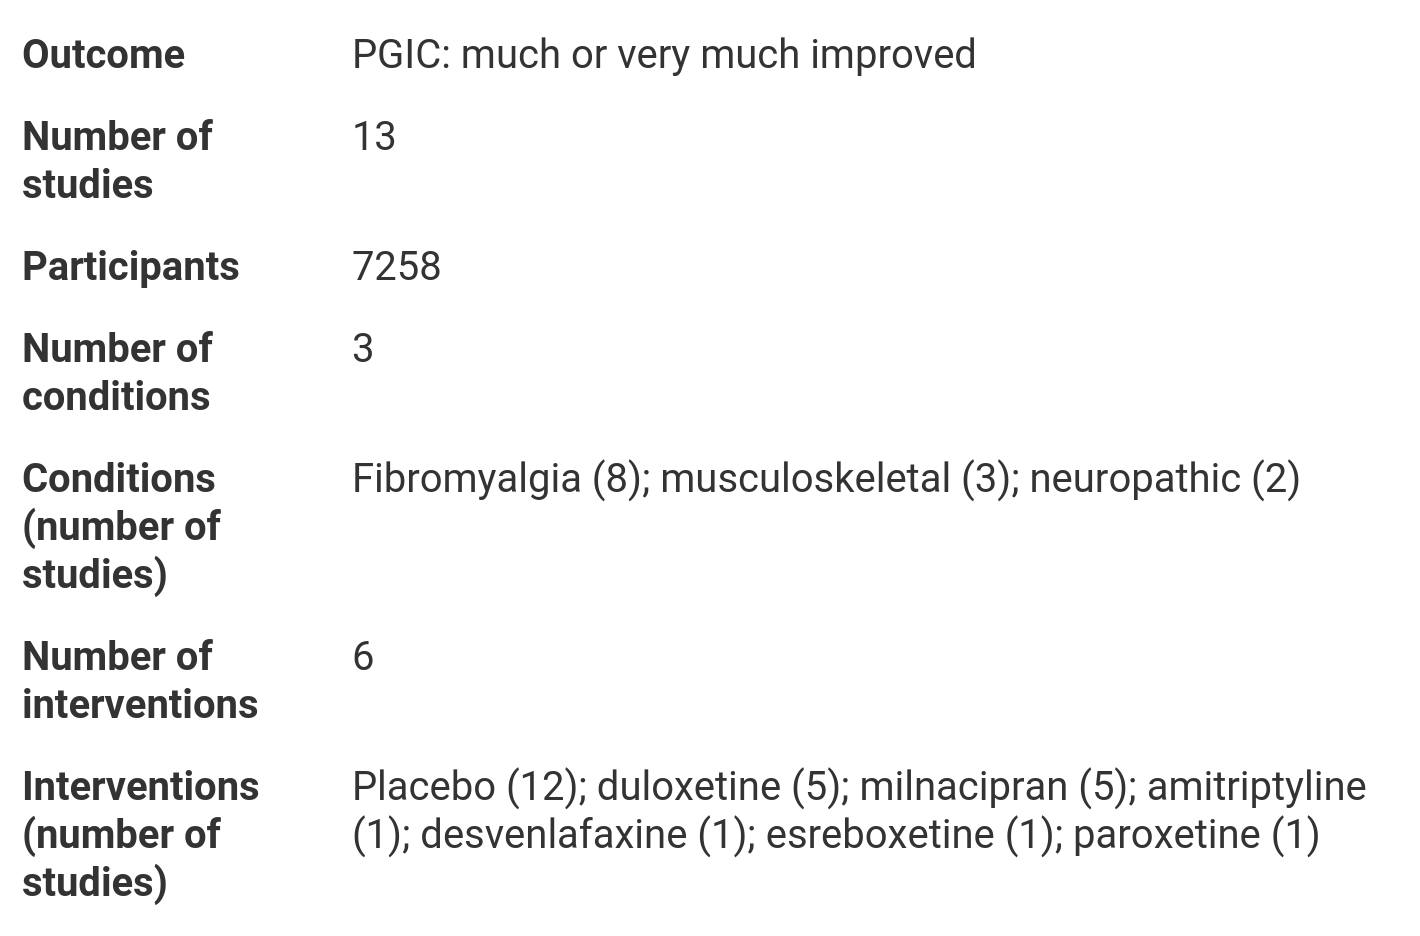 Outcome PGIC: much or very much improved
Number of 13
studies
Participants 7258
Number of 3
conditions
Conditions Fibromyalgia (8); musculoskeletal (3); neuropathic (2)
(number of
studies)
Number of 6
interventions
Interventions Placebo (12); duloxetine (5); milnacipran (5); amitriptyline
(number of (1); desvenlafaxine (1); esreboxetine (1); paroxetine (1)
studies)